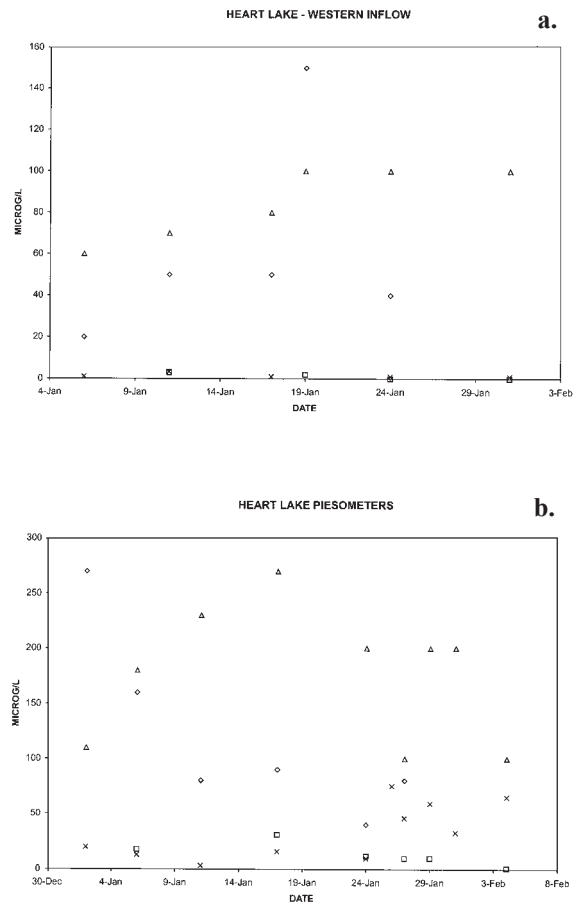 HEART LAKE - WESTERN INFLOW
a.
160
140
120
100
80
60
40
20
0
MICROG/L
4-Jan 9-Jan 14-Jan 19-Jan 24-Jan 29-Jan 3-Feb
DATE
HEART LAKE PIESOMETERS
b.
300
250
200
150
100
50
0
MICROG/L
30-Dec 4-Jan 9-Jan 14-Jan 19-Jan 24-Jan 29-Jan 3-Feb 8-Feb
DATE